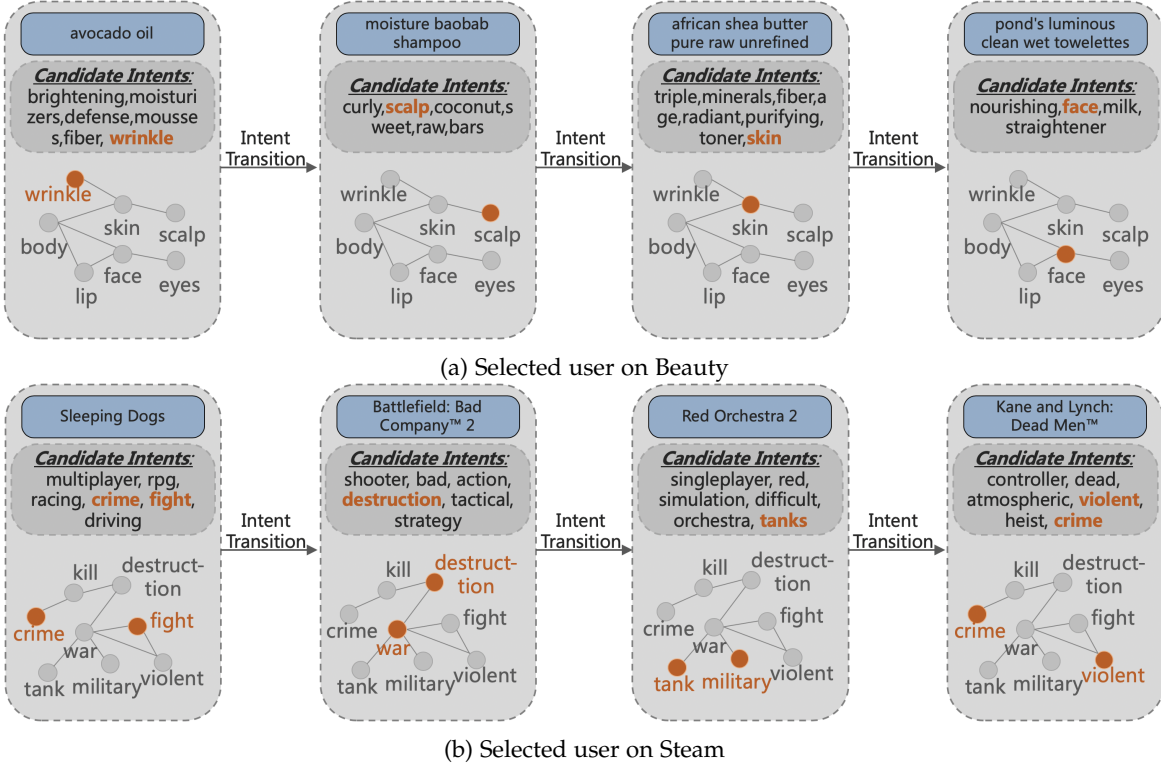 avocado oil
Candidate Intents:
brightening,moisturi
zers,defense,mousse
s,fiber, wrinkle
wrinkle
skin
scalp
body
face
lip
eyes
Intent
Transition
moisture baobab
shampoo
Candidate Intents:
curly,scalp,coconut,s
weet,raw,bars
wrinkle
skin
scalp
body
face
lip
eyes
Intent
Transition
african shea butter
pure raw unrefined
Candidate Intents:
triple,minerals,fiber,a
ge,radiant,purifying,
toner,skin
wrinkle
skin
scalp
body
face
lip
eyes
Intent
Transition
pond's luminous
clean wet towelettes
Candidate Intents:
nourishing,face,milk,
straightener
wrinkle
skin
scalp
body
face
lip
eyes
(a) Selected user on Beauty
Sleeping Dogs
Candidate Intents:
multiplayer, rpg,
racing, crime, fight,
driving
kill
destruct-
tion
crime
fight
war
tank
military
violent
Intent
Transition
Battlefield: Bad
Company™ 2
Candidate Intents:
shooter, bad, action,
destruction, tactical,
strategy
kill
destruct-
tion
crime
fight
war
tank
military
violent
Intent
Transition
Red Orchestra 2
Candidate Intents:
singleplayer, red,
simulation, difficult,
orchestra, tanks
kill
destruct-
tion
crime
fight
war
tank
military
violent
Intent
Transition
Kane and Lynch:
Dead Men™
Candidate Intents:
controller, dead,
atmospheric, violent,
heist, crime
kill
destruct-
tion
crime
fight
war
tank
military
violent
(b) Selected user on Steam